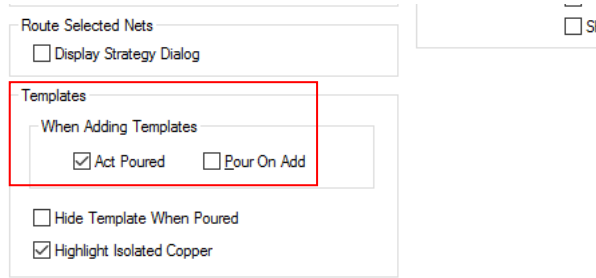 Route Selected Nets
Display Strategy Dialog
Templates
When Adding Templates
Act Poured Pour On Add
Hide Template When Poured
Highlight Isolated Copper